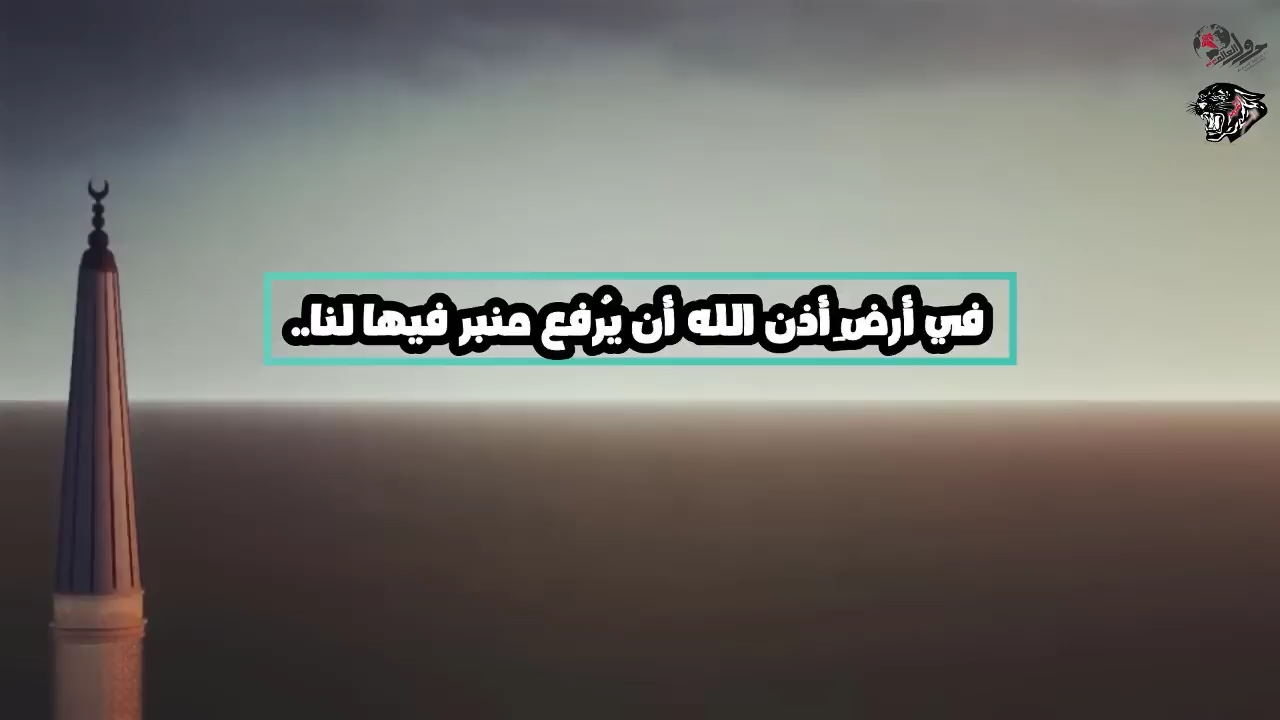 في أرضِ أذن الله أن يُرفع منبر فيها لنا..